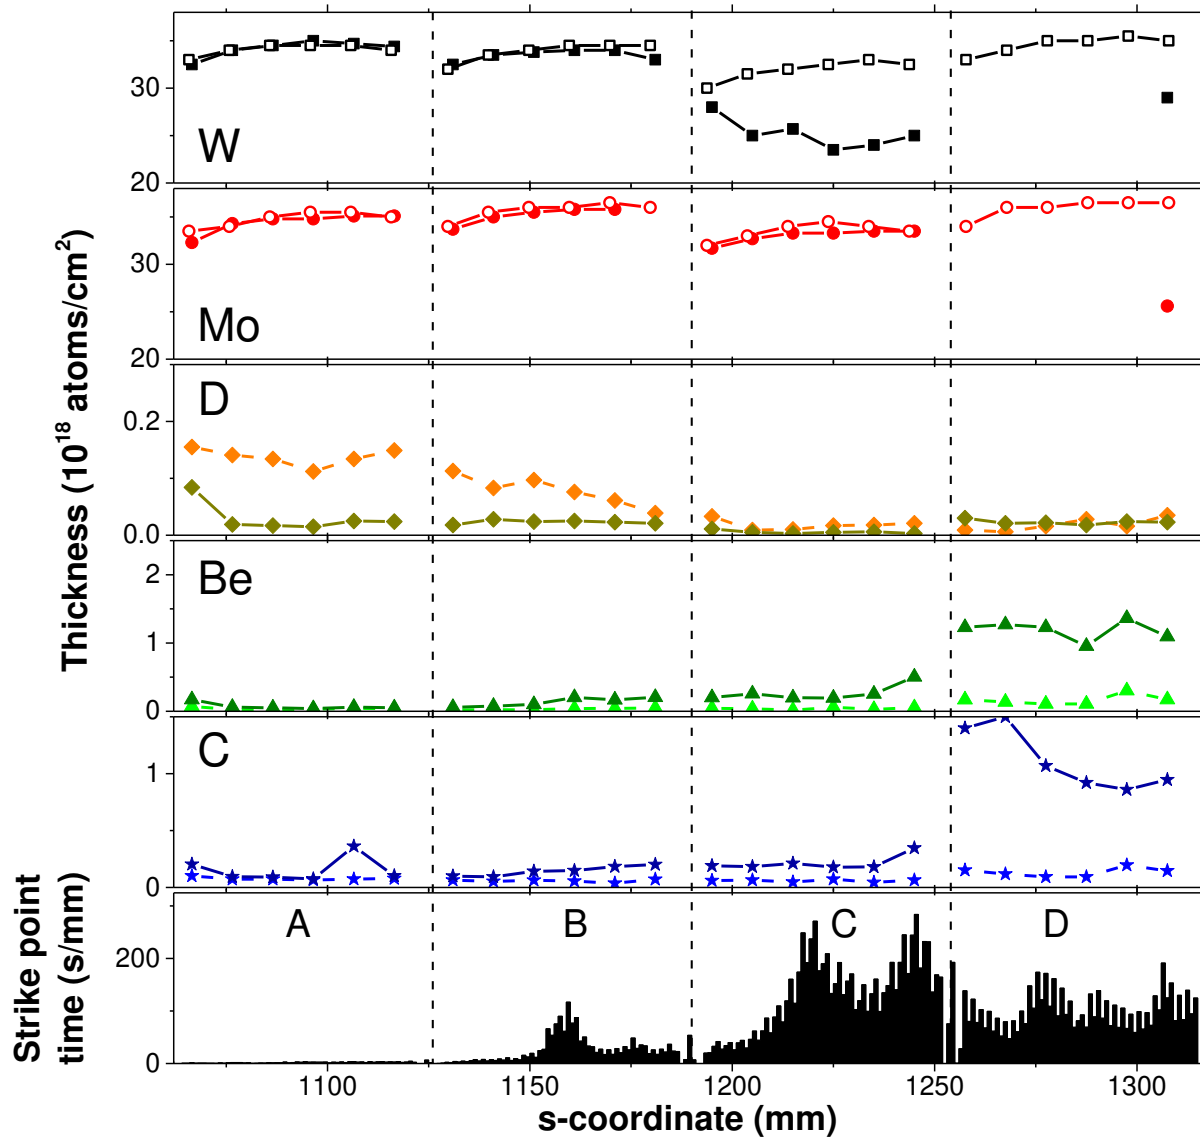 30
W
20
30
Mo
20
D
0.2
0.0
Be
2
1
0
C
1
0
A B C D
200
0
1100 1150 1200 1250 1300
s-coordinate (mm)
Thickness (10¹⁸ atoms/cm²)
Strike point
time (s/mm)